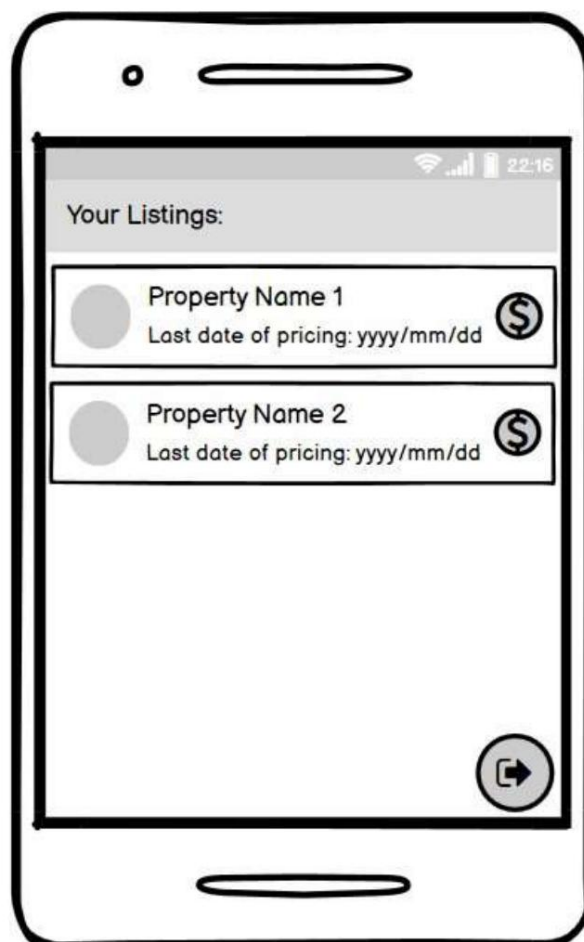 22:16
Your Listings:
Property Name 1
Last date of pricing: yyyy/mm/dd
$
Property Name 2
Last date of pricing: yyyy/mm/dd
$